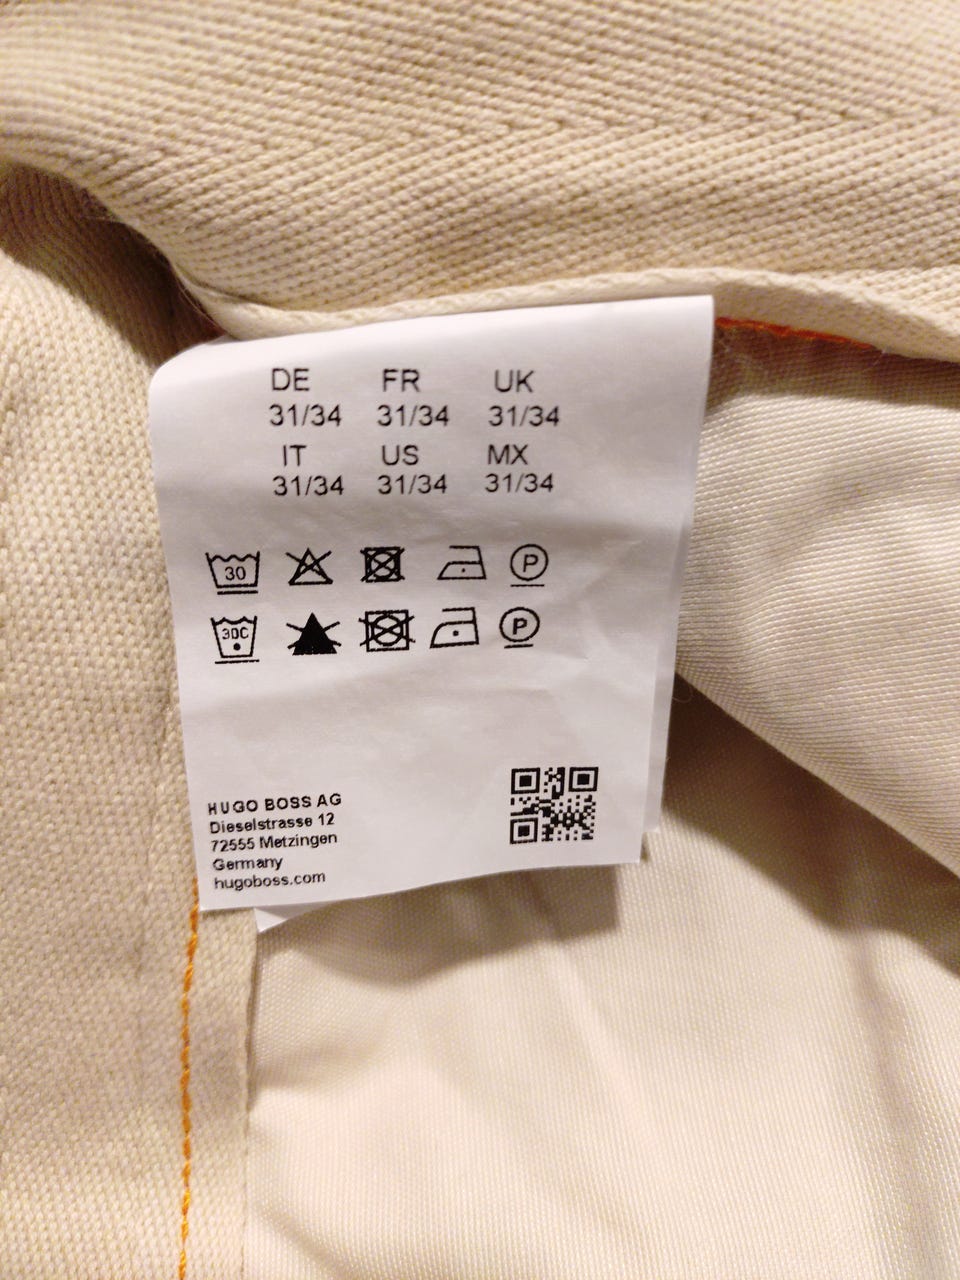 DE FR UK
31/34 31/34 31/34
IT US MX
31/34 31/34 31/34
30 P
30C P
HUGO BOSS AG
Dieselstrasse 12
72555 Metzingen
Germany
hugoboss.com